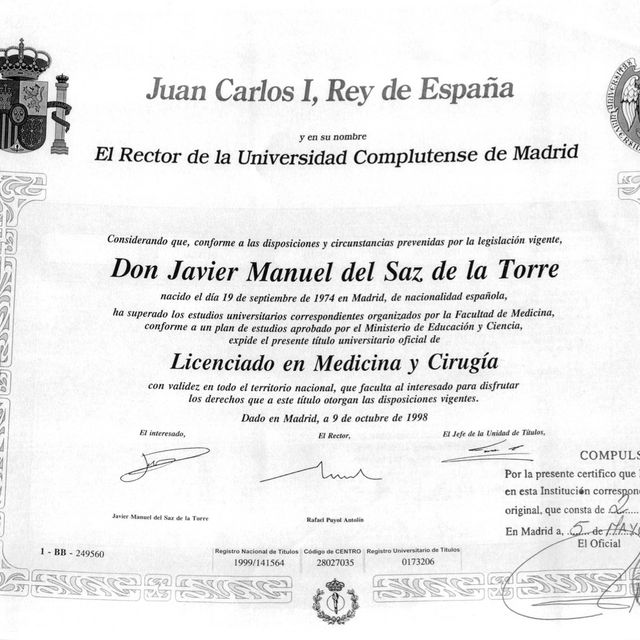 Juan Carlos I, Rey de España
y en su nombre
El Rector de la Universidad Complutense de Madrid
Considerando que, conforme a las disposiciones y circunstancias prevenidas por la legislación vigente,
Don Javier Manuel del Saz de la Torre
nacido el día 19 de septiembre de 1974 en Madrid, de nacionalidad española,
ha superado los estudios universitarios correspondientes organizados por la Facultad de Medicina,
conforme a un plan de estudios aprobado por el Ministerio de Educación y Ciencia,
expide el presente título universitario oficial de
Licenciado en Medicina y Cirugía
con validez en todo el territorio nacional, que faculta al interesado para disfrutar
los derechos que a este título otorgan las disposiciones vigentes.
Dado en Madrid, a 9 de octubre de 1998
El interesado,
El Rector,
El Jefe de la Unidad de Títulos,
Javier Manuel del Saz de la Torre
Rafael Puyol Antolín
COMPULS
Por la presente certifico que
en esta Institución correspon
original, que consta de 2
En Madrid a, 5 de
El Oficial
1 - BB - 249560
Registro Nacional de Títulos
1999/141564
Código de CENTRO
28027035
Registro Universitario de Títulos
0173206